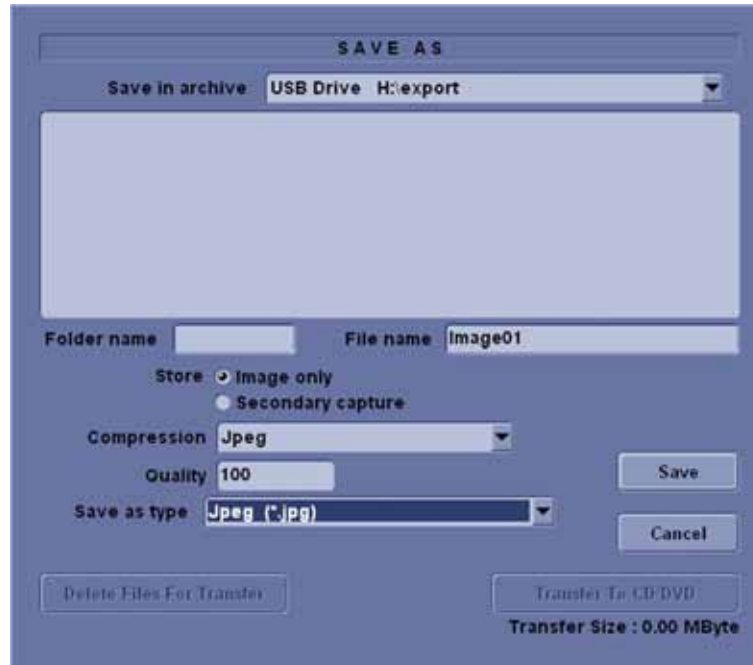 SAVE AS
Save in archive USB Drive H:\export
Folder name File name Image01
Store Image only
Secondary capture
Compression Jpeg
Quality 100
Save
Save as type Jpeg (*.jpg)
Cancel
Delete Files For Transfer Transfer To CD/DVD
Transfer Size : 0.00 MByte